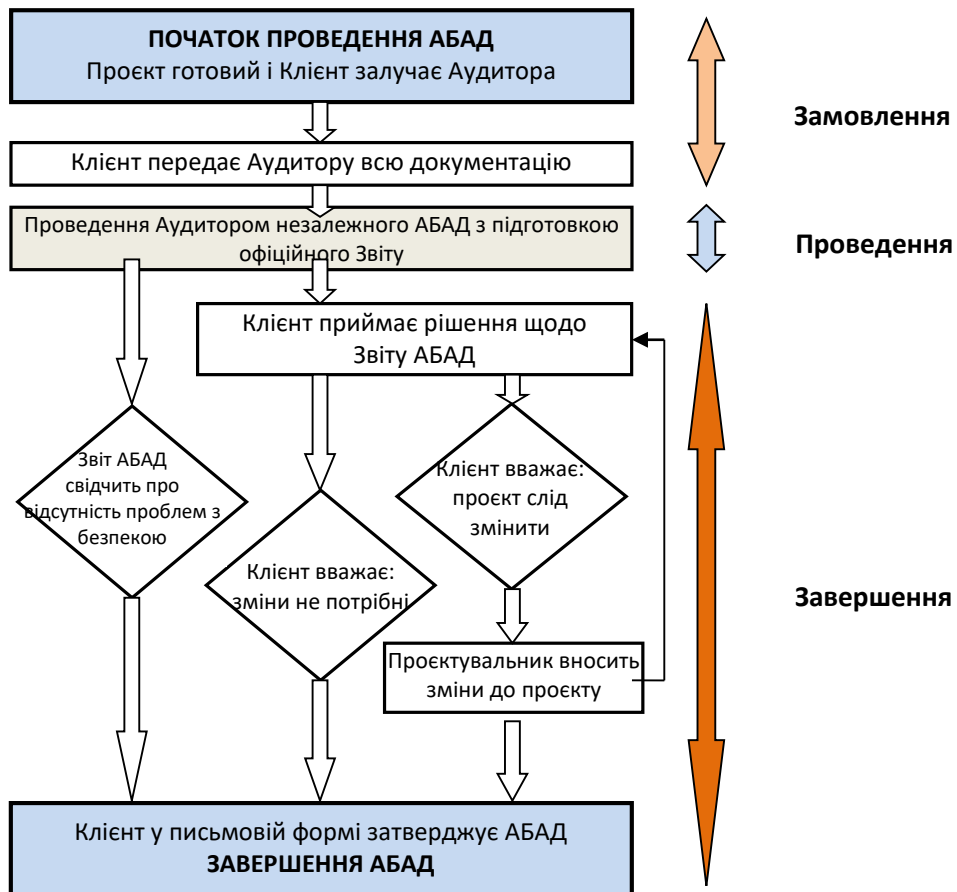 ПОЧАТОК ПРОВЕДЕННЯ АБАД
Проєкт готовий і Клієнт залучає Аудитора
Замовлення
Клієнт передає Аудитору всю документацію
Проведення Аудитором незалежного АБАД з підготовкою
офіційного Звіту
Проведення
Клієнт приймає рішення щодо
Звіту АБАД
Звіт АБАД
свідчить про
відсутність проблем з
безпекою
Клієнт вважає:
проєкт слід
змінити
Клієнт вважає:
зміни не потрібні
Завершення
Проєктувальник вносить
зміни до проєкту
Клієнт у письмовій формі затверджує АБАД
ЗАВЕРШЕННЯ АБАД